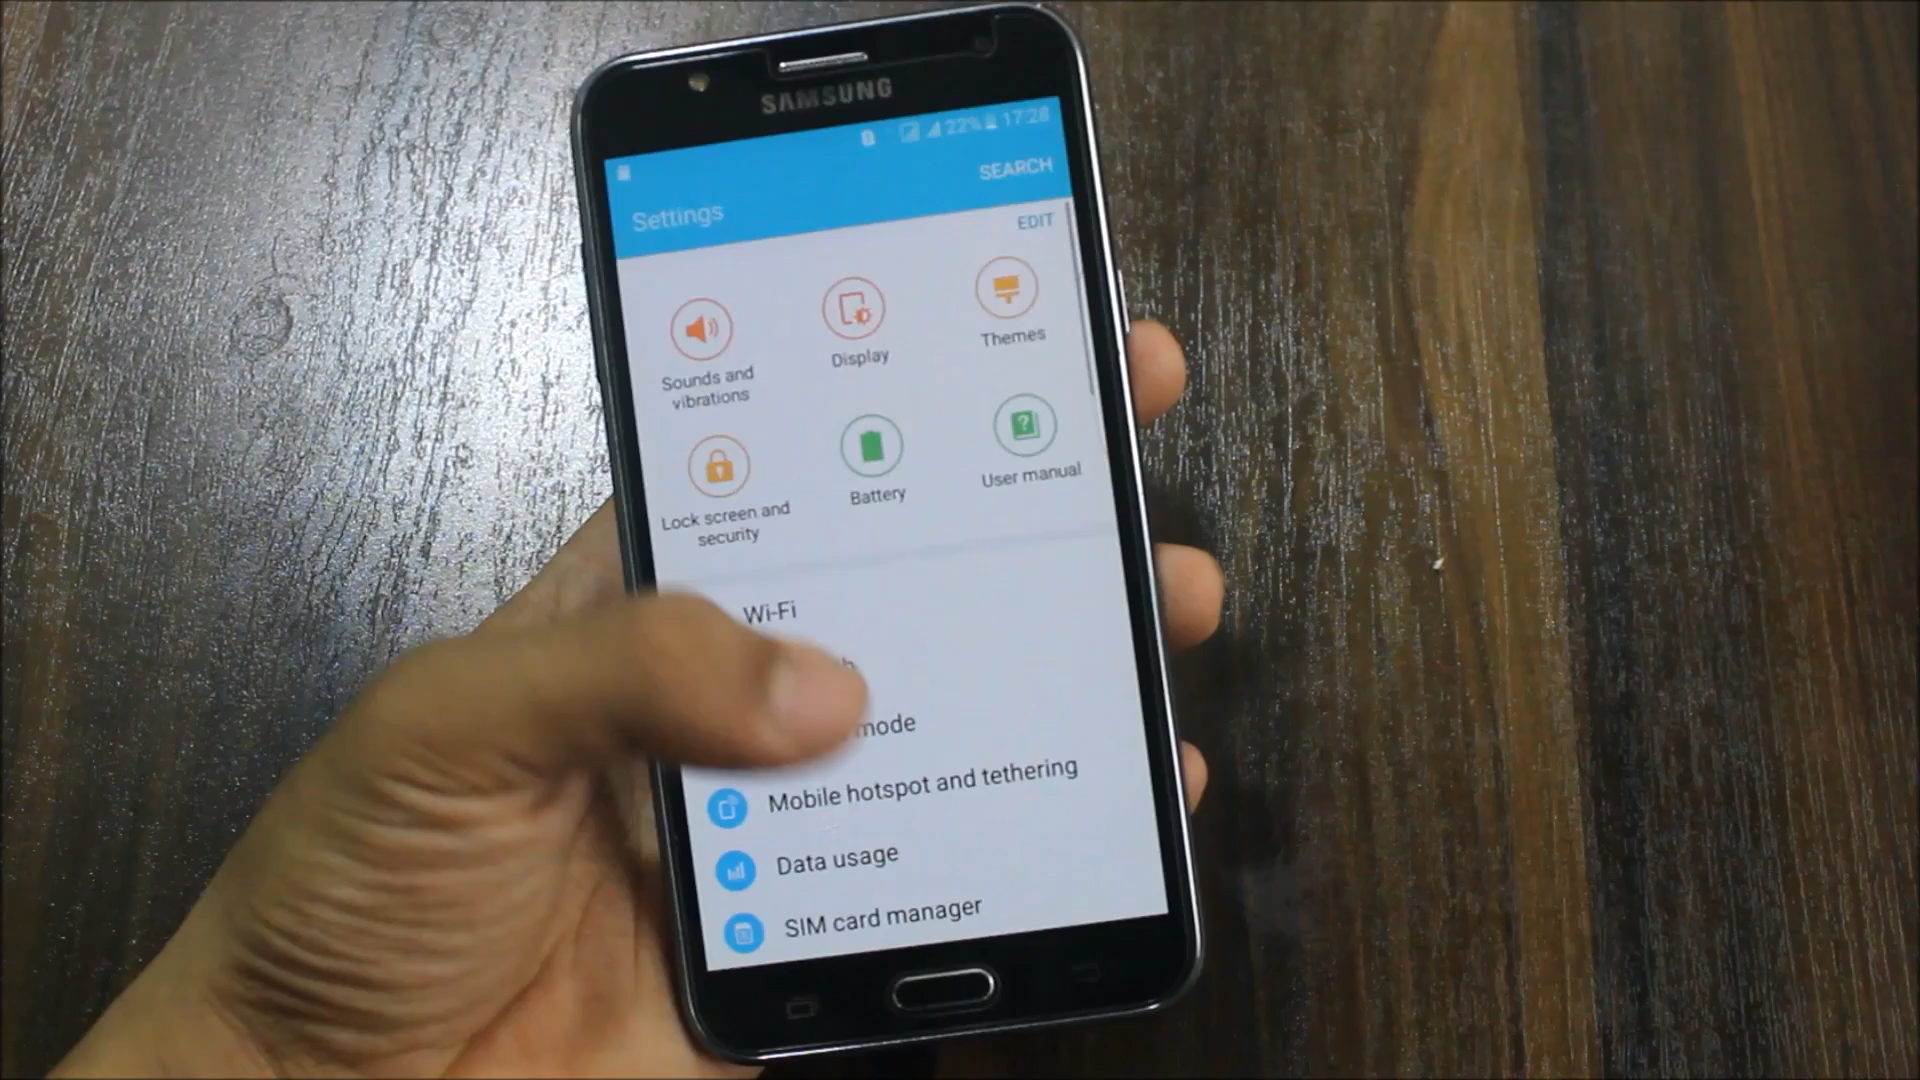 SAMSUNG
22% 17:28
SEARCH
Settings
EDIT
Sounds and
vibrations
Display
Themes
Lock screen and
security
Battery
User manual
Wi-Fi
mode
Mobile hotspot and tethering
Data usage
SIM card manager